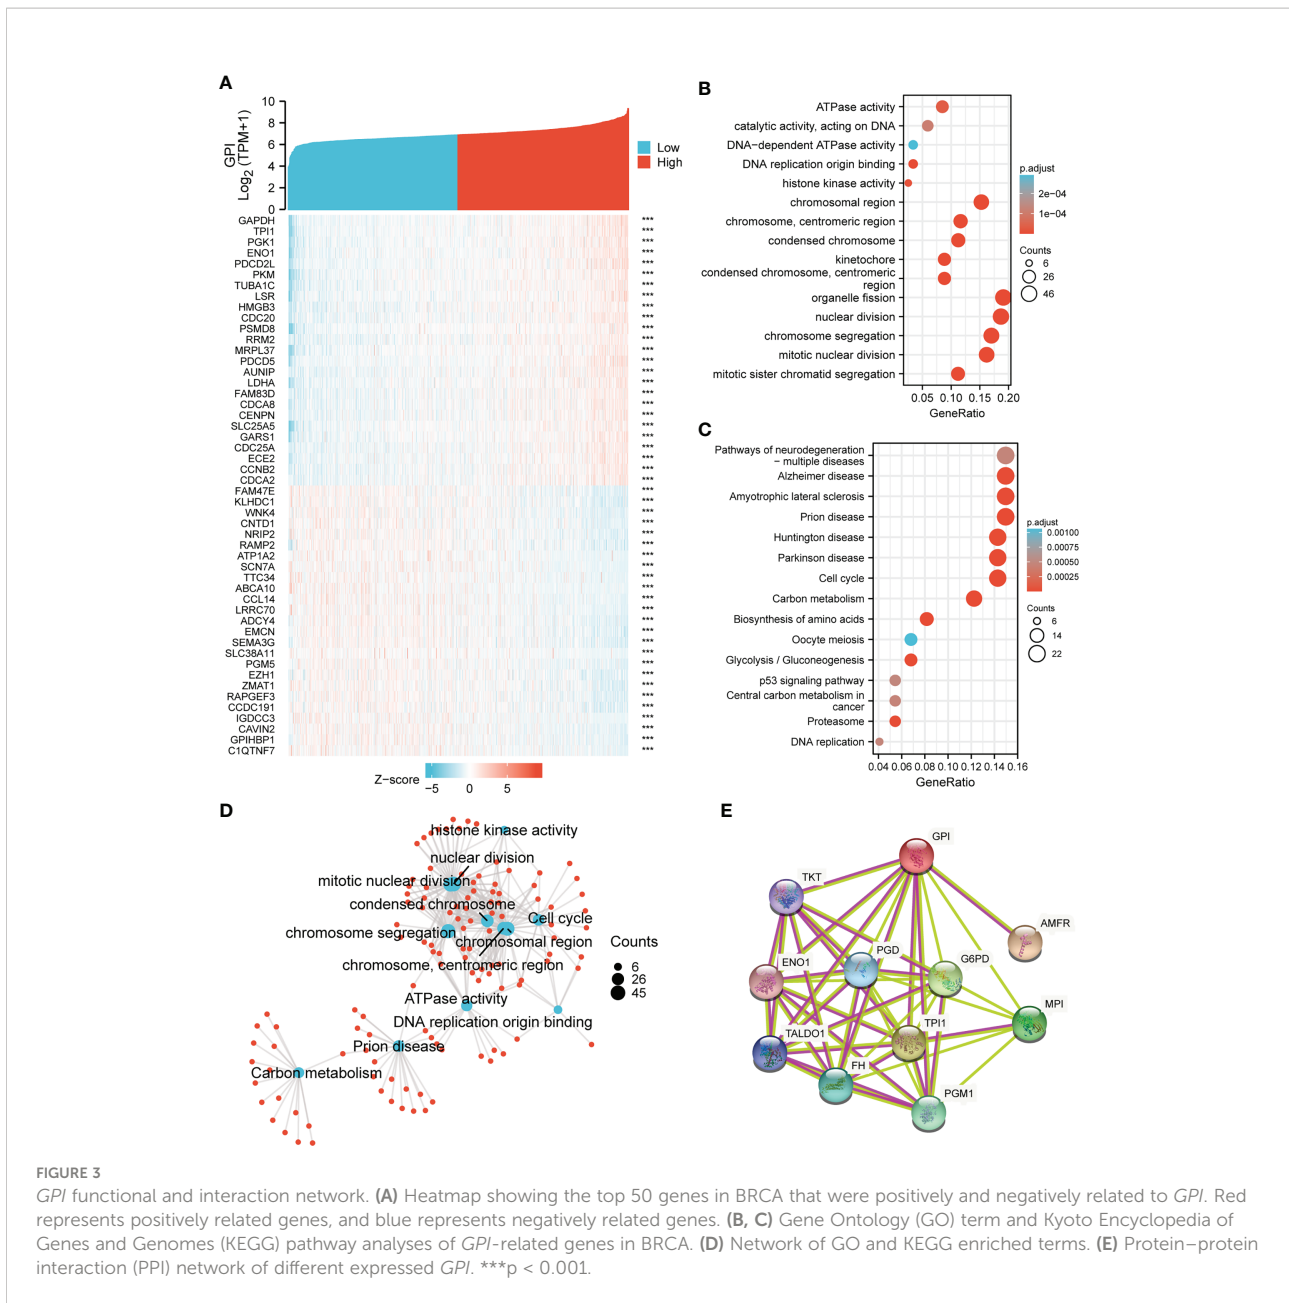 A
10
8
6
4
2
0
GPI
Log2 (TPM+1)
Low
High
GAPDH ***
TPI1 ***
PGK1 ***
ENO1 ***
PDCD2L ***
PKM ***
TUBA1C ***
LSR ***
HMGB3 ***
CDC20 ***
PSMD8 ***
RRM2 ***
MRPL37 ***
PDCD5 ***
AUNIP ***
LDHA ***
FAM83D ***
CDCA8 ***
CENPN ***
SLC25A5 ***
GARS1 ***
CDC25A ***
ECE2 ***
CCNB2 ***
CDCA2 ***
FAM47E ***
KLHDC1 ***
WNK4 ***
CNTD1 ***
NRIP2 ***
RAMP2 ***
ATP1A2 ***
SCN7A ***
TTC34 ***
ABCA10 ***
CCL14 ***
LRRC70 ***
ADCY4 ***
EMCN ***
SEMA3G ***
SLC38A11 ***
PGM5 ***
EZH1 ***
ZMAT1 ***
RAPGEF3 ***
CCDC191 ***
IGDCC3 ***
CAVIN2 ***
GPIHBP1 ***
C1QTNF7 ***
Z−score
−5 0 5
B
ATPase activity
catalytic activity, acting on DNA
DNA−dependent ATPase activity
DNA replication origin binding
histone kinase activity
chromosomal region
chromosome, centromeric region
condensed chromosome
kinetochore
condensed chromosome, centromeric
region
organelle fission
nuclear division
chromosome segregation
mitotic nuclear division
mitotic sister chromatid segregation
0.05 0.10 0.15 0.20
GeneRatio
p.adjust
2e−04
1e−04
Counts
6
26
46
C
Pathways of neurodegeneration
− multiple diseases
Alzheimer disease
Amyotrophic lateral sclerosis
Prion disease
Huntington disease
Parkinson disease
Cell cycle
Carbon metabolism
Biosynthesis of amino acids
Oocyte meiosis
Glycolysis / Gluconeogenesis
p53 signaling pathway
Central carbon metabolism in
cancer
Proteasome
DNA replication
0.04 0.06 0.08 0.10 0.12 0.14 0.16
GeneRatio
p.adjust
0.00100
0.00075
0.00050
0.00025
Counts
6
14
22
D
histone kinase activity
nuclear division
mitotic nuclear division
condensed chromosome
Cell cycle
chromosome segregation
chromosomal region
chromosome, centromeric region
ATPase activity
DNA replication origin binding
Prion disease
Carbon metabolism
Counts
6
26
45
E
GPI
TKT
AMFR
PGD
G6PD
ENO1
MPI
TPI1
TALDO1
FH
PGM1
FIGURE 3
GPI functional and interaction network. (A) Heatmap showing the top 50 genes in BRCA that were positively and negatively related to GPI. Red
represents positively related genes, and blue represents negatively related genes. (B, C) Gene Ontology (GO) term and Kyoto Encyclopedia of
Genes and Genomes (KEGG) pathway analyses of GPI-related genes in BRCA. (D) Network of GO and KEGG enriched terms. (E) Protein–protein
interaction (PPI) network of different expressed GPI. ***p < 0.001.